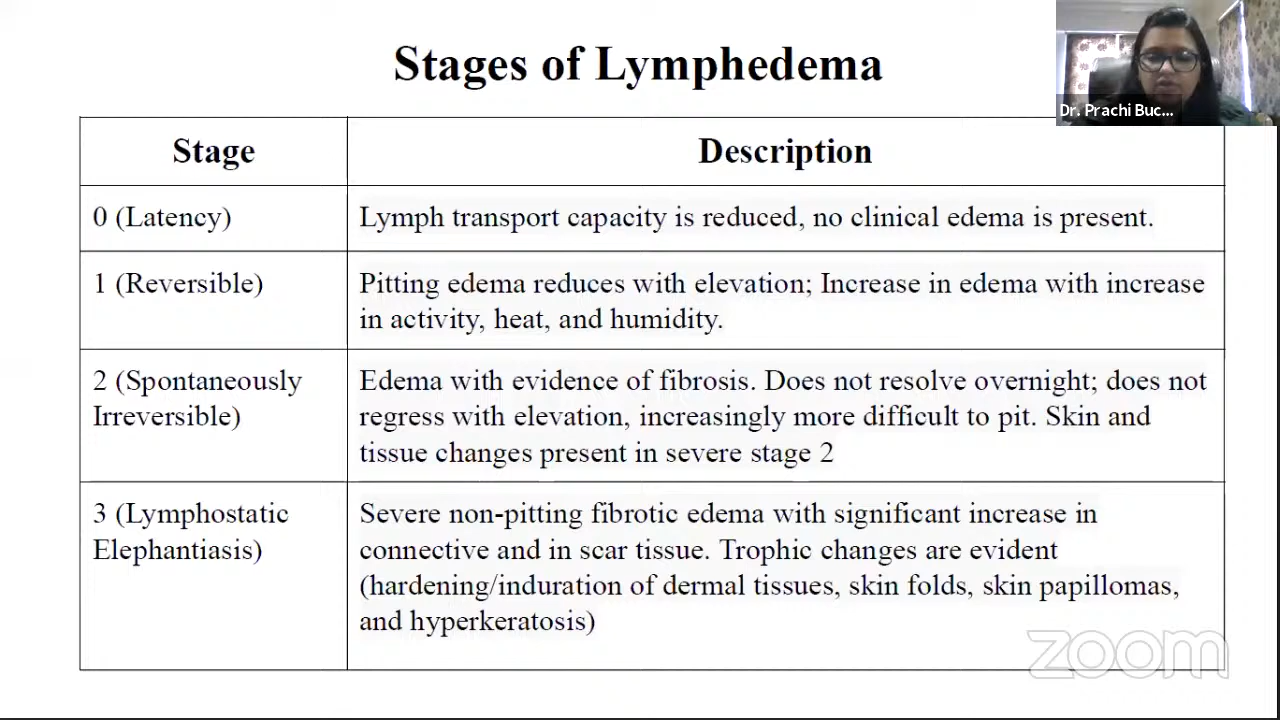 Stages of Lymphedema
Dr. Prachi Buc...
Stage
Description
0 (Latency)
Lymph transport capacity is reduced, no clinical edema is present.
1 (Reversible)
Pitting edema reduces with elevation; Increase in edema with increase
in activity, heat, and humidity.
2 (Spontaneously
Irreversible)
Edema with evidence of fibrosis. Does not resolve overnight; does not
regress with elevation, increasingly more difficult to pit. Skin and
tissue changes present in severe stage 2
3 (Lymphostatic
Elephantiasis)
Severe non-pitting fibrotic edema with significant increase in
connective and in scar tissue. Trophic changes are evident
(hardening/induration of dermal tissues, skin folds, skin papillomas,
and hyperkeratosis)
zoom